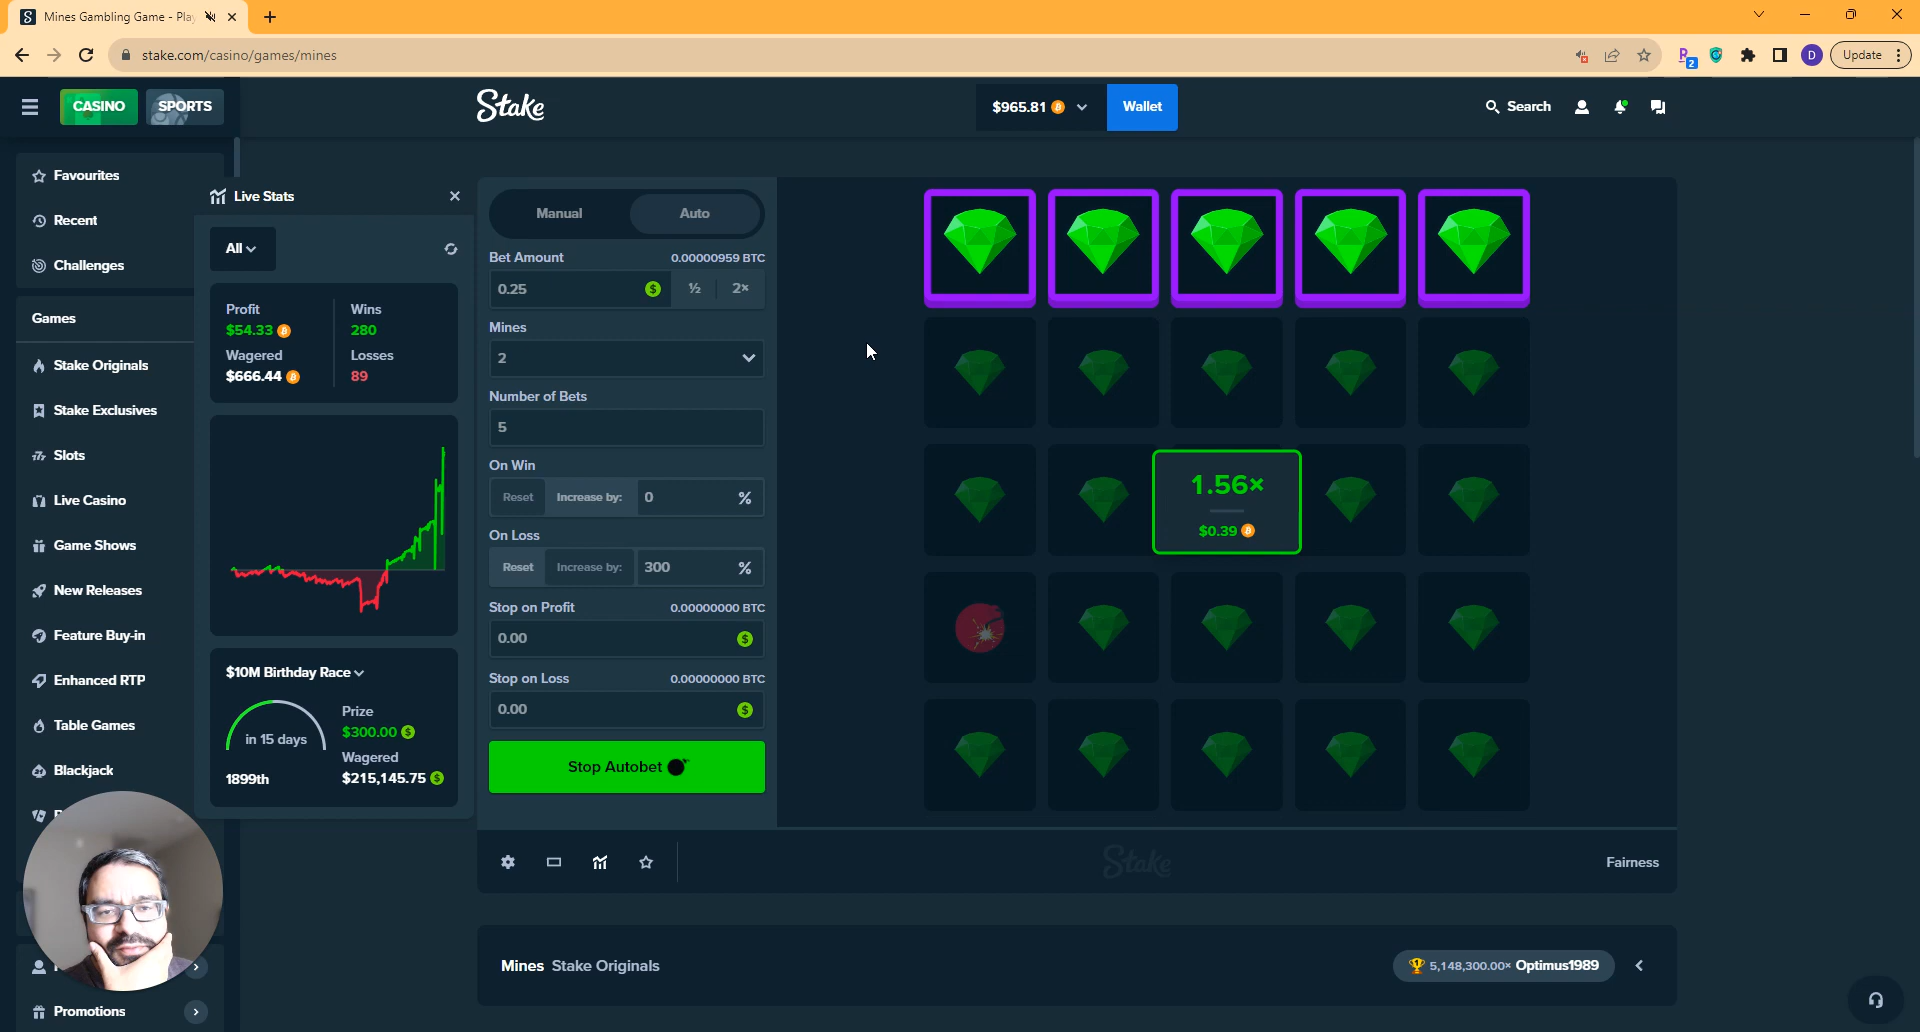 Mines Gambling Game - Play
stake.com/casino/games/mines
2
D
Update
CASINO
SPORTS
Stake
$965.81
Wallet
Search
Favourites
Recent
Challenges
Games
Stake Originals
Stake Exclusives
Slots
Live Casino
Game Shows
New Releases
Feature Buy-in
Enhanced RTP
Table Games
Blackjack
Promotions
Live Stats
All
Profit
$54.33
Wins
280
Wagered
$666.44
Losses
89
$10M Birthday Race
in 15 days
1899th
Prize
$300.00
Wagered
$215,145.75
Manual
Auto
Bet Amount
0.00000959 BTC
0.25
½
2×
Mines
2
Number of Bets
5
On Win
Reset
Increase by:
0
%
On Loss
Reset
Increase by:
300
%
Stop on Profit
0.00000000 BTC
0.00
Stop on Loss
0.00000000 BTC
0.00
Stop Autobet
1.56×
$0.39
Stake
Fairness
Mines Stake Originals
5,148,300.00× Optimus1989